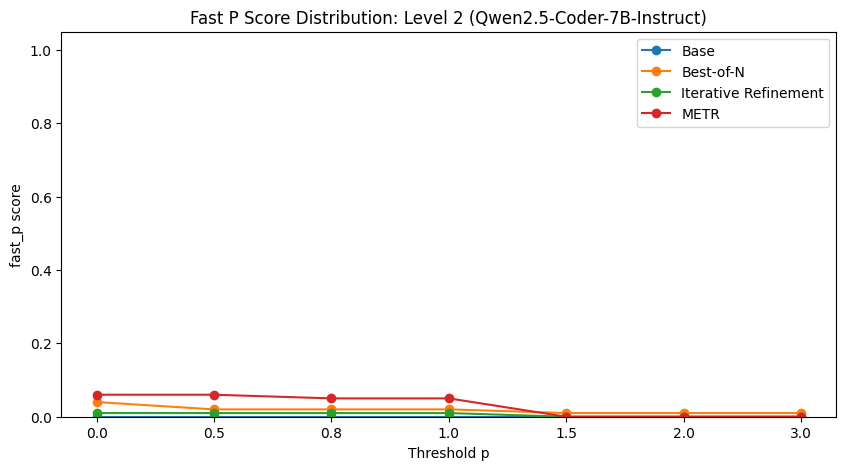 Fast P Score Distribution: Level 2 (Qwen2.5-Coder-7B-Instruct)
Base
Best-of-N
Iterative Refinement
METR
fast_p score
1.0
0.8
0.6
0.4
0.2
0.0
0.0 0.5 0.8 1.0 1.5 2.0 3.0
Threshold p